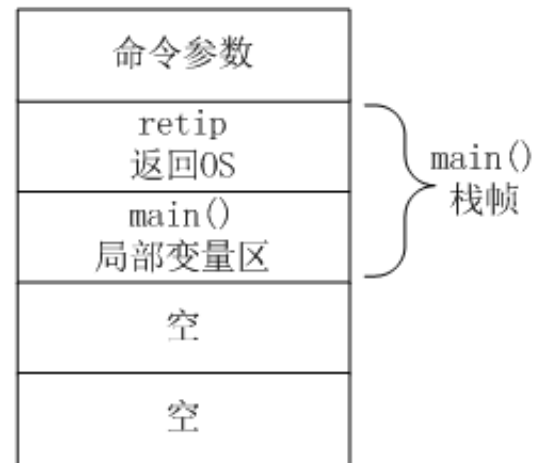 命令参数
retip
返回OS
main()
局部变量区
空
空
main()
栈帧